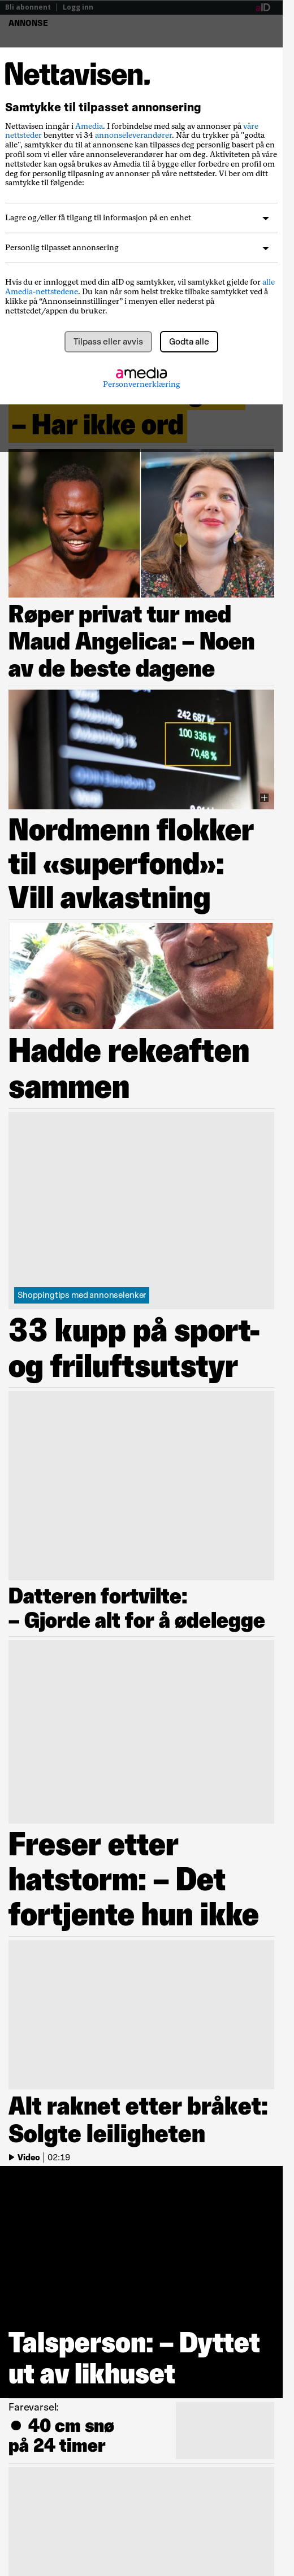 Bli abonnent | Logg inn
aID
ANNONSE
Nettavisen.
Samtykke til tilpasset annonsering
Nettavisen inngår i Amedia. I forbindelse med salg av annonser på våre
nettsteder benytter vi 34 annonseleverandører. Når du trykker på "godta
alle", samtykker du til at annonsene kan tilpasses deg personlig basert på en
profil som vi eller våre annonseleverandører har om deg. Aktiviteten på våre
nettsteder kan også brukes av Amedia til å bygge eller forbedre en profil om
deg for personlig tilpasning av annonser på våre nettsteder. Vi ber om ditt
samtykke til følgende:
Lagre og/eller få tilgang til informasjon på en enhet
Personlig tilpasset annonsering
Hvis du er innlogget med din aID og samtykker, vil samtykket gjelde for alle
Amedia-nettstedene. Du kan når som helst trekke tilbake samtykket ved å
klikke på “Annonseinnstillinger” i menyen eller nederst på
nettstedet/appen du bruker.
Tilpass eller avvis
Godta alle
amedia
Personvernerklæring
– Har ikke ord
Røper privat tur med
Maud Angelica: – Noen
av de beste dagene
242 687 kr
100 336 kr
70,48 %
Nordmenn flokker
til «superfond»:
Vill avkastning
Hadde rekeaften
sammen
Shoppingtips med annonselenker
33 kupp på sport-
og friluftsutstyr
Datteren fortvilte:
– Gjorde alt for å ødelegge
Freser etter
hatstorm: – Det
fortjente hun ikke
Alt raknet etter bråket:
Solgte leiligheten
Video | 02:19
Talsperson: – Dyttet
ut av likhuset
Farevarsel:
● 40 cm snø
på 24 timer